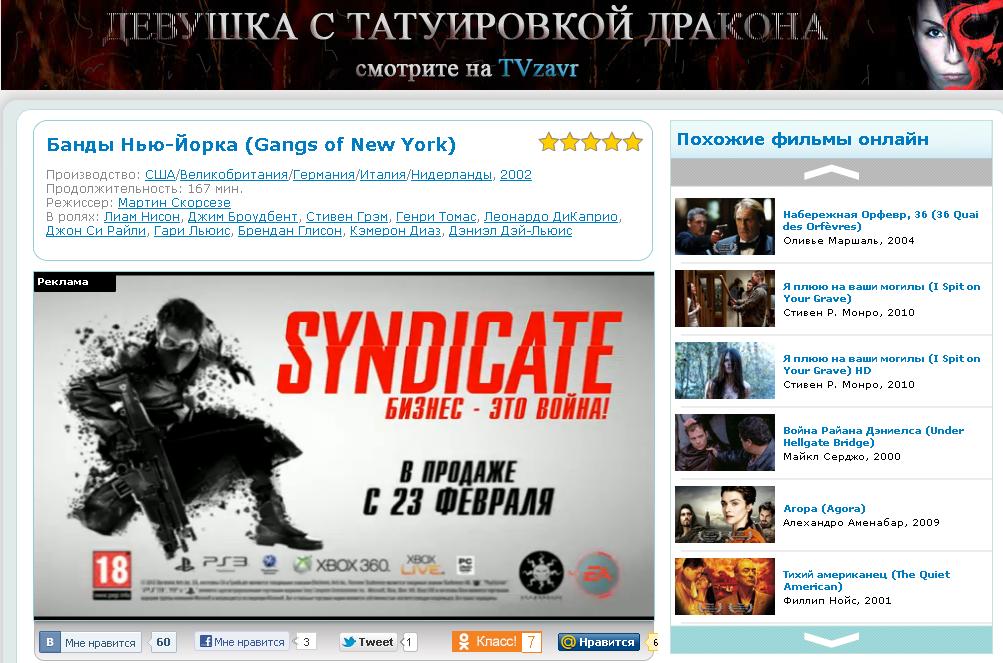 ДЕВУШКА С ТАТУИРОВКОЙ ДРАКОНА
смотрите на TVzavr
Банды Нью-Йорка (Gangs of New York)
Производство: США/Великобритания/Германия/Италия/Нидерланды, 2002
Продолжительность: 167 мин.
Режиссер: Мартин Скорсезе
В ролях: Лиам Нисон, Джим Броудбент, Стивен Грэм, Генри Томас, Леонардо ДиКаприо,
Джон Си Райли, Гари Льюис, Брендан Глисон, Кэмерон Диаз, Дэниэл Дэй-Льюис
Реклама
SYNDICATE
БИЗНЕС - ЭТО ВОЙНА!
В ПРОДАЖЕ
С 23 ФЕВРАЛЯ
18
PS3
XBOX 360.
XBOX
LIVE.
PC
EA
В Мне нравится 60
f Мне нравится 3
Tweet 1
Класс! 7
@ Нравится 6
Похожие фильмы онлайн
Набережная Орфевр, 36 (36 Quai
des Orfèvres)
Оливье Маршаль, 2004
Я плюю на ваши могилы (I Spit on
Your Grave)
Стивен Р. Монро, 2010
Я плюю на ваши могилы (I Spit on
Your Grave) HD
Стивен Р. Монро, 2010
Война Райана Дэниелса (Under
Hellgate Bridge)
Майкл Серджо, 2000
Агора (Agora)
Алехандро Аменабар, 2009
Тихий американец (The Quiet
American)
Филлип Нойс, 2001